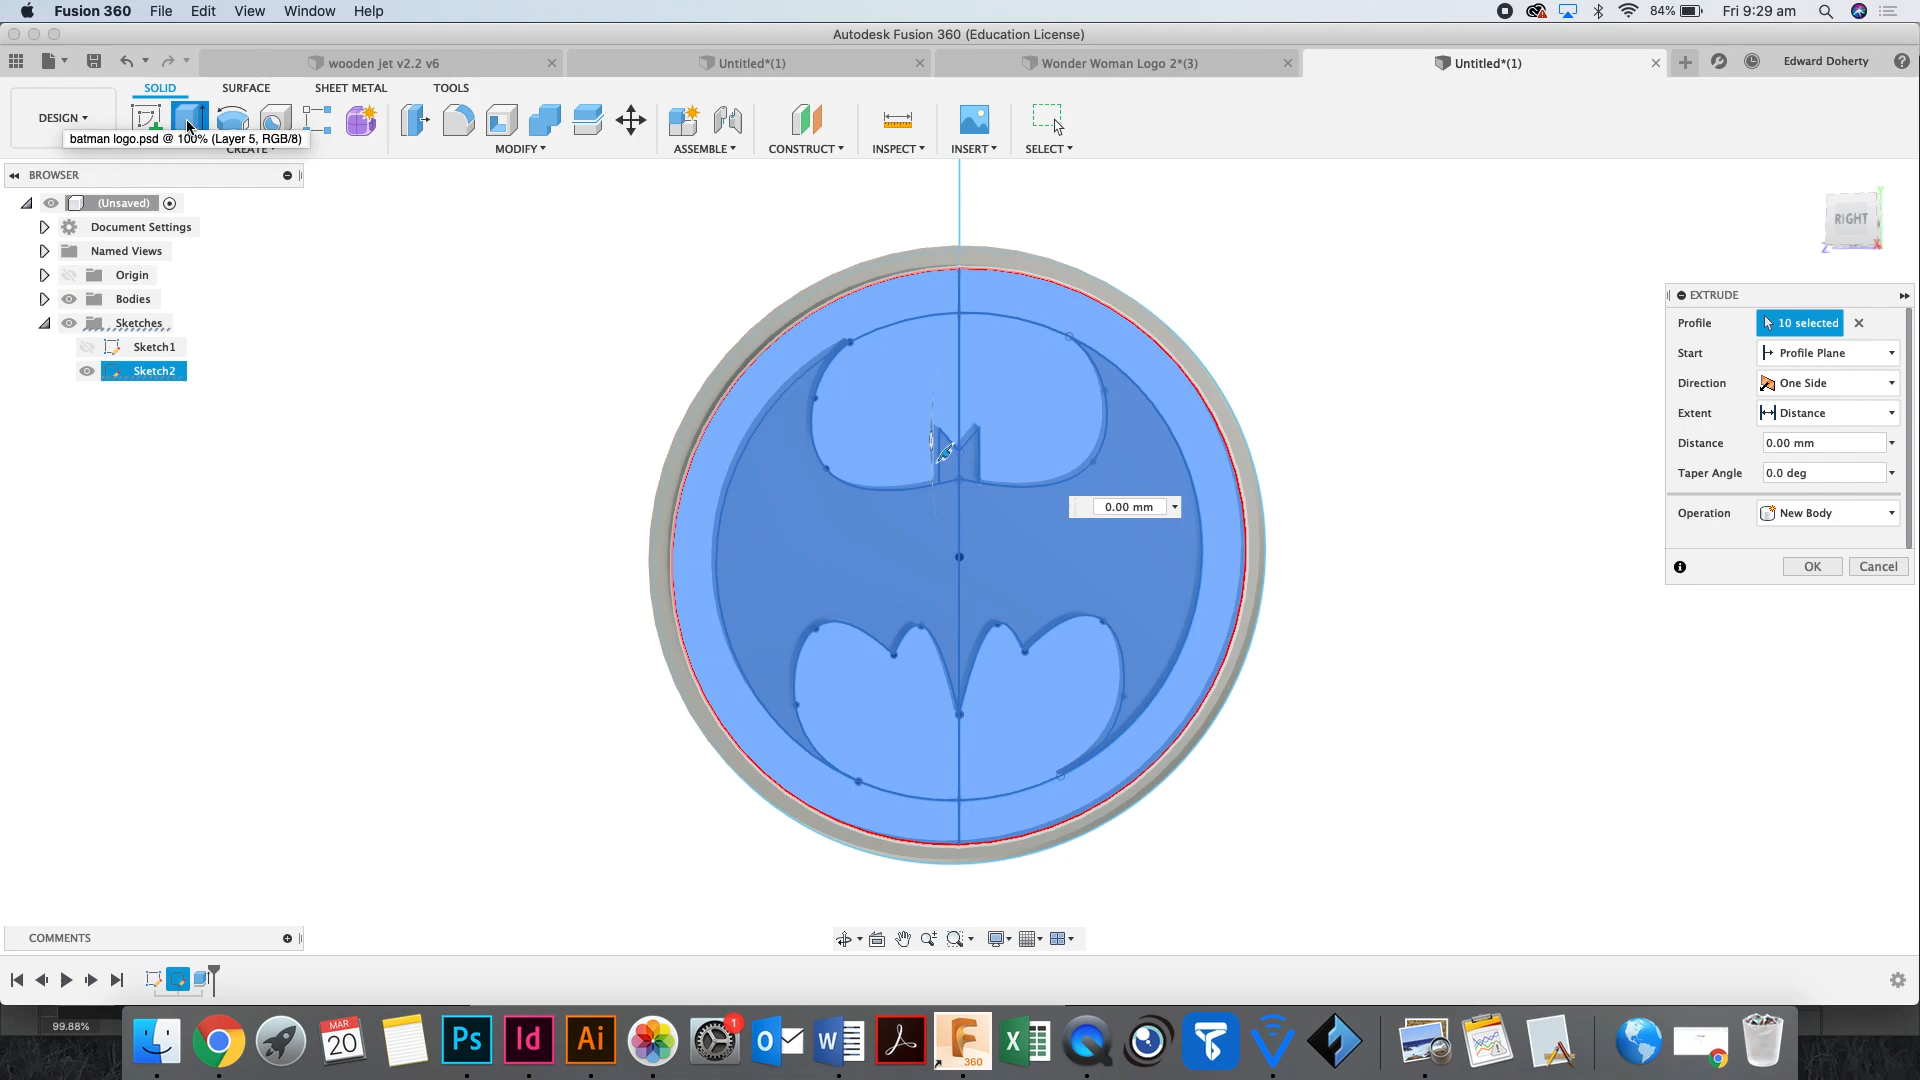 Fusion 360 File Edit View Window Help 84% Fri 9:29 am
Autodesk Fusion 360 (Education License)
wooden jet v2.2 v6 Untitled*(1) Wonder Woman Logo 2*(3) Untitled*(1) Edward Doherty
SOLID SURFACE SHEET METAL TOOLS
DESIGN
batman logo.psd @ 100% (Layer 5, RGB/8)
CREATE MODIFY ASSEMBLE CONSTRUCT INSPECT INSERT SELECT
BROWSER
(Unsaved)
Document Settings
Named Views
Origin
Bodies
Sketches
Sketch1
Sketch2
RIGHT
Y
Z
X
EXTRUDE
Profile 10 selected
Start Profile Plane
Direction One Side
Extent Distance
Distance 0.00 mm
Taper Angle 0.0 deg
Operation New Body
OK Cancel
0.00 mm
COMMENTS
99.88%
MAR
20
Ps
Id
Ai
1
360